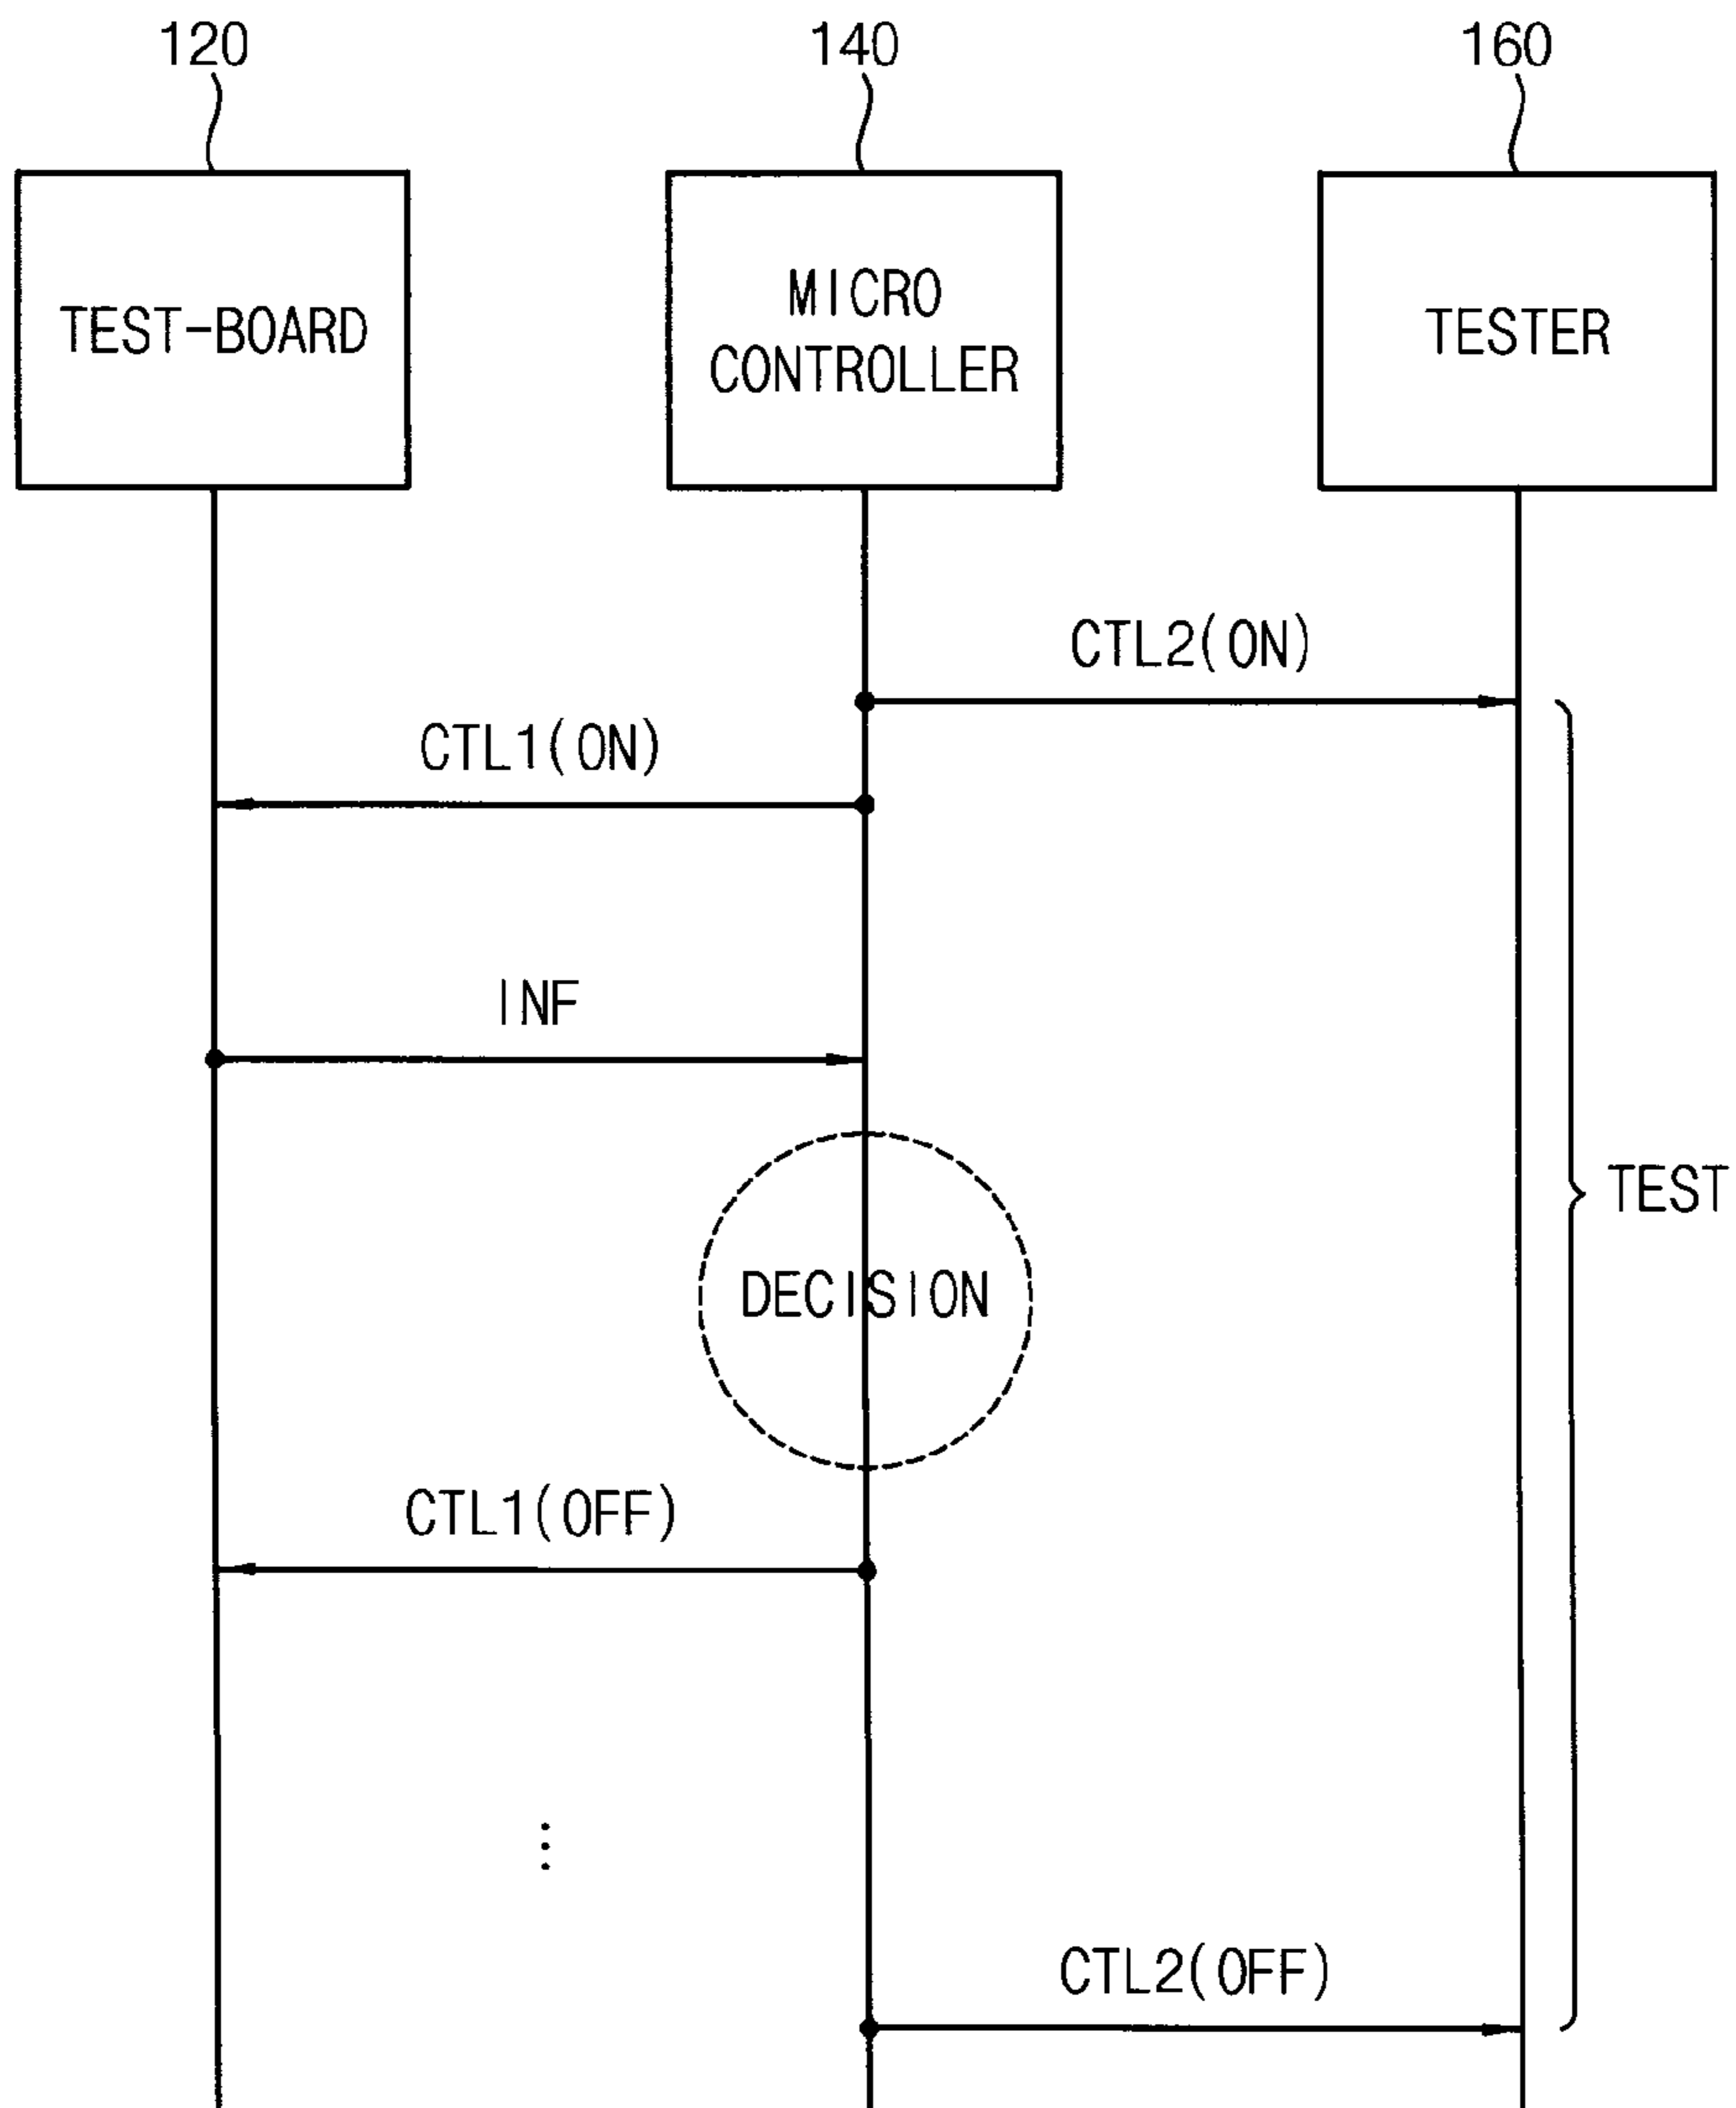 120
140
160
TEST-BOARD
MICRO
CONTROLLER
TESTER
CTL2(ON)
CTL1(ON)
INF
TEST
DECISION
CTL1(OFF)
CTL2(OFF)